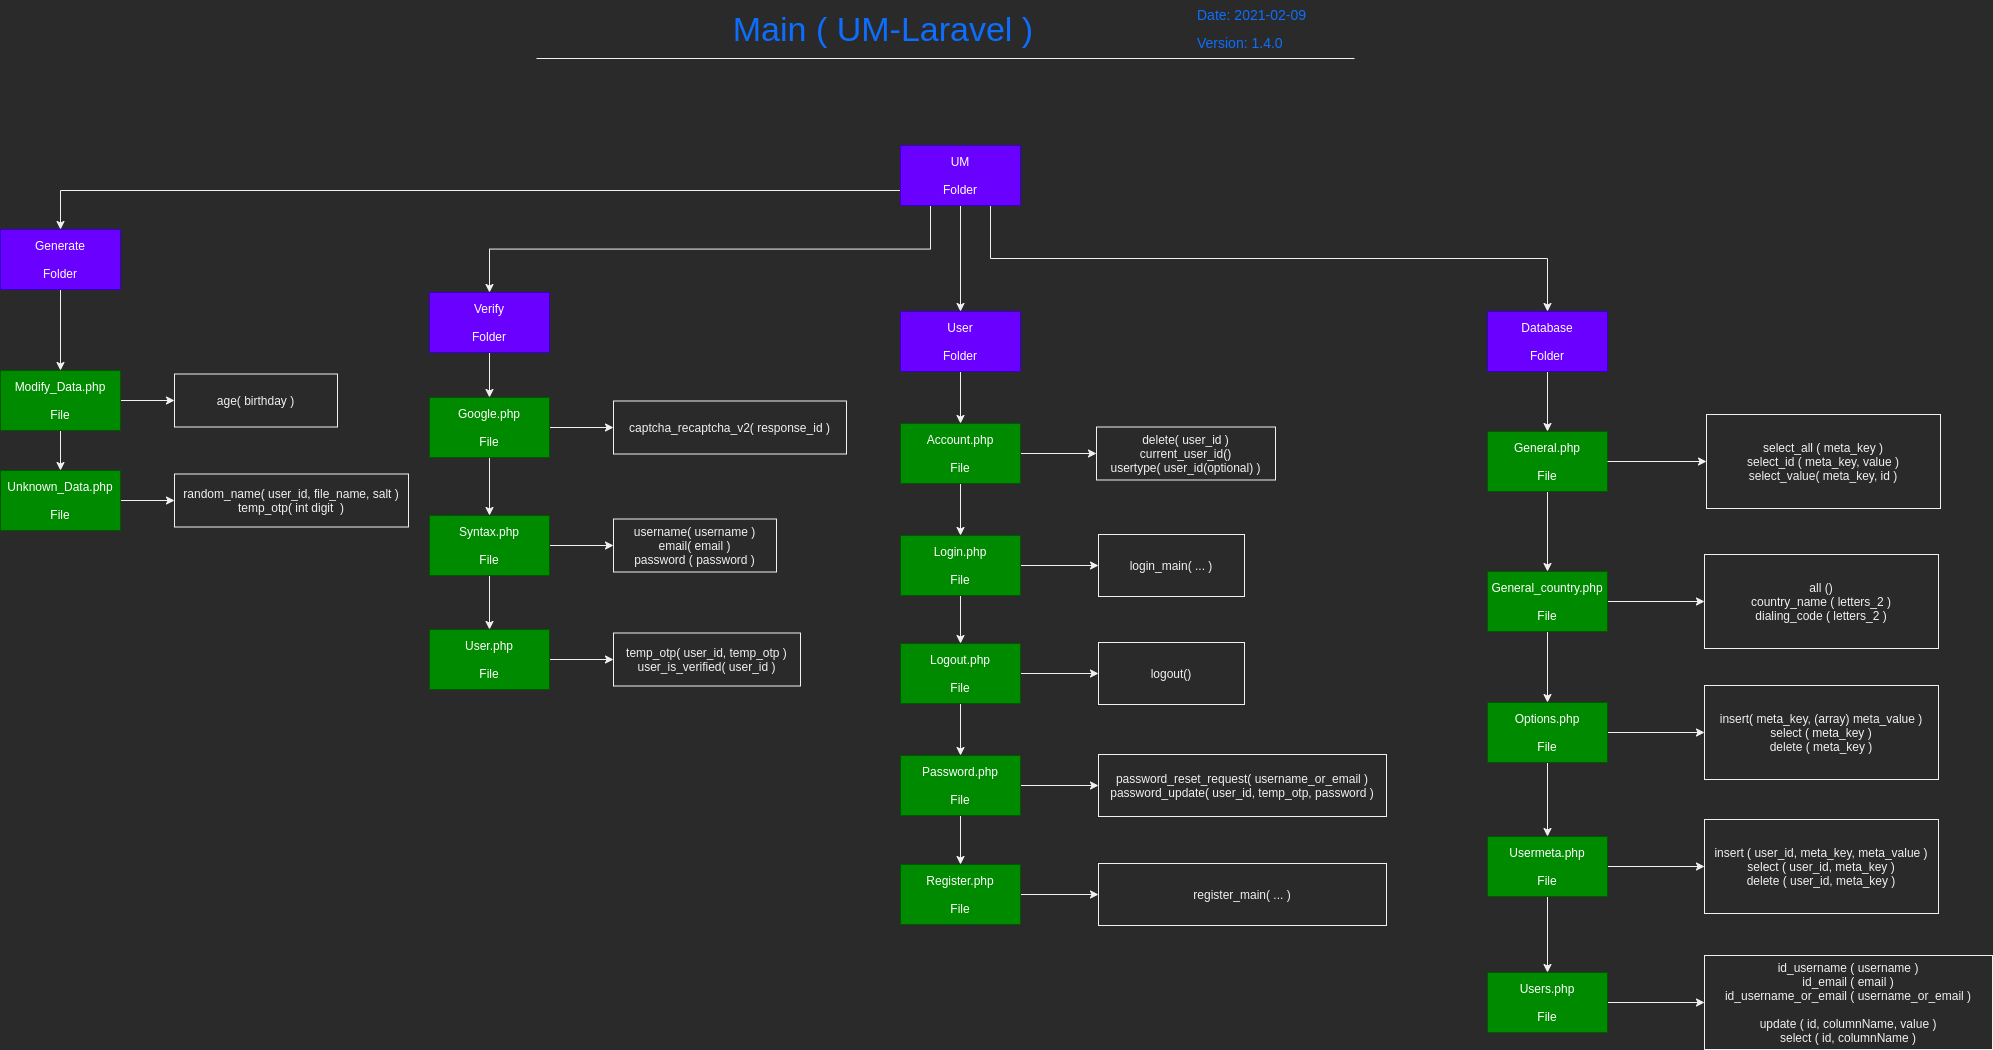 Main ( UM-Laravel )
Date: 2021-02-09
Version: 1.4.0
UM
Folder
Generate
Folder
Modify_Data.php
File
age( birthday )
Unknown_Data.php
File
random_name( user_id, file_name, salt )
temp_otp( int digit  )
Verify
Folder
Google.php
File
captcha_recaptcha_v2( response_id )
Syntax.php
File
username( username )
email( email )
password ( password )
User.php
File
temp_otp( user_id, temp_otp )
user_is_verified( user_id )
User
Folder
Account.php
File
delete( user_id )
current_user_id()
usertype( user_id(optional) )
Login.php
File
login_main( ... )
Logout.php
File
logout()
Password.php
File
password_reset_request( username_or_email )
password_update( user_id, temp_otp, password )
Register.php
File
register_main( ... )
Database
Folder
General.php
File
select_all ( meta_key )
select_id ( meta_key, value )
select_value( meta_key, id )
General_country.php
File
all ()
country_name ( letters_2 )
dialing_code ( letters_2 )
Options.php
File
insert( meta_key, (array) meta_value )
select ( meta_key )
delete ( meta_key )
Usermeta.php
File
insert ( user_id, meta_key, meta_value )
select ( user_id, meta_key )
delete ( user_id, meta_key )
Users.php
File
id_username ( username )
id_email ( email )
id_username_or_email ( username_or_email )
update ( id, columnName, value )
select ( id, columnName )